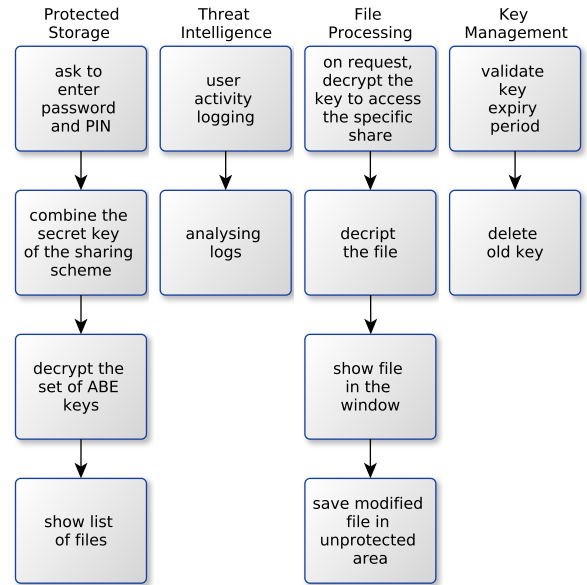 Protected
Storage
ask to
enter
password
and PIN
combine the
secret key
of the sharing
scheme
decrypt the
set of ABE
keys
show list
of files
Threat
Intelligence
user
activity
logging
analysing
logs
File
Processing
on request,
decrypt the
key to access
the specific
share
decript
the file
show file
in the
window
save modified
file in
unprotected
area
Key
Management
validate
key
expiry
period
delete
old key